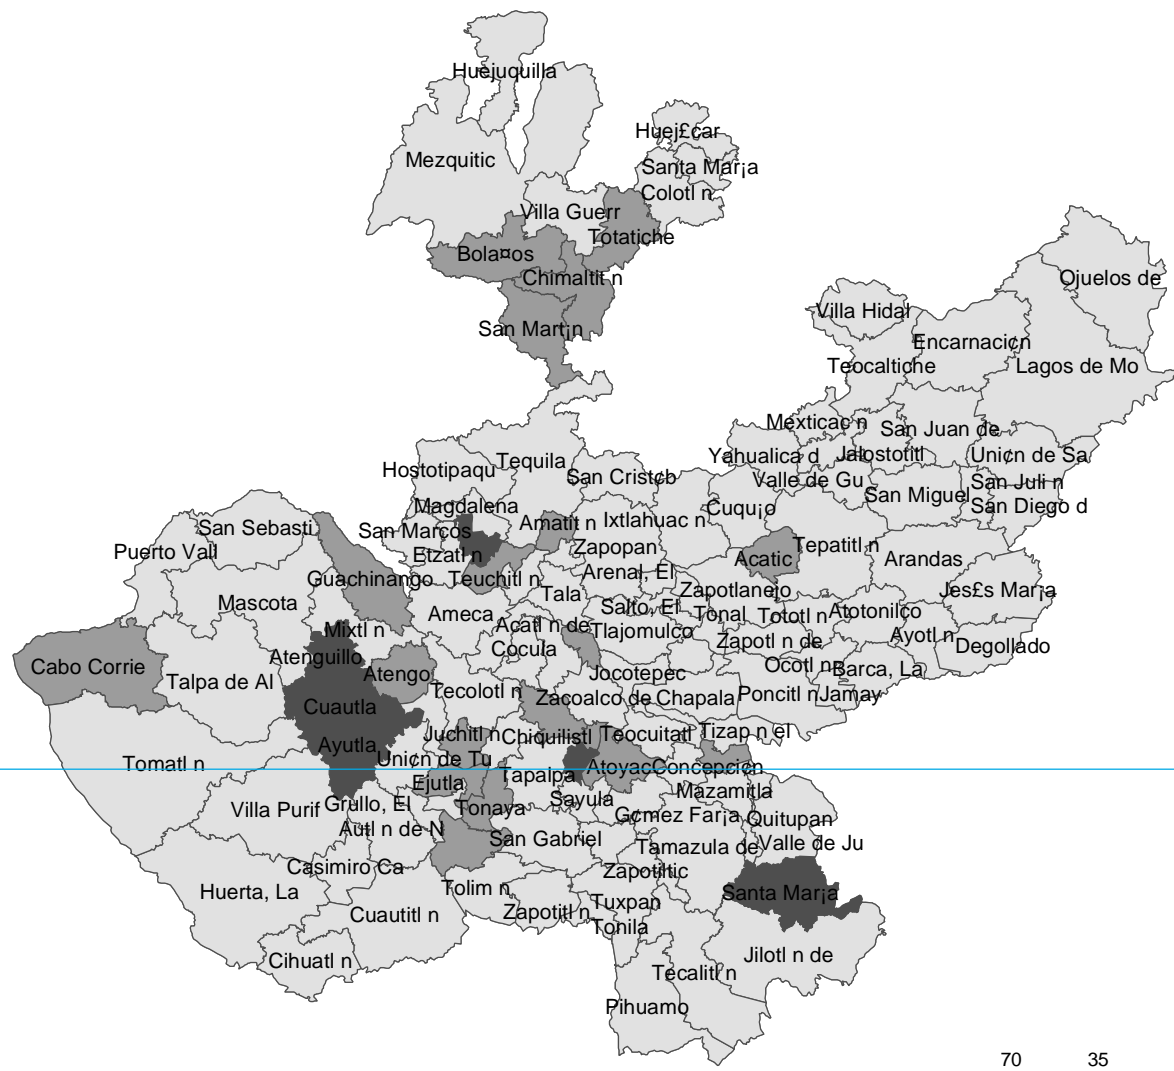 Huejuquilla
Huej£car
Mezquitic
Santa Mar¡a
Colotl n
Villa Guerr
Totatiche
Bola¤os
Chimaltit n
Ojuelos de
Villa Hidal
San Mart¡n
Encarnaci¢n
Teocaltiche
Lagos de Mo
Mexticac n
San Juan de
Yahualica d
Jalostotitl
Uni¢n de Sa
Hostotipaqu
Tequila
San Crist¢b
Valle de Gu
San Juli n
San Miguel
San Diego d
Magdalena
Cuqu¡o
San Sebasti
San Marcos
Amatit n
Ixtlahuac n
Puerto Vall
Etzatl n
Zapopan
Acatic
Tepatitl n
Arandas
Guachinango
Teuchitl n
Arenal, El
Tala
Zapotlanejo
Jes£s Mar¡a
Mascota
Ameca
Salto, El
Tonal
Tototl n
Atotonilco
Mixtl n
Acatl n de
Tlajomulco
Zapotl n de
Ayotl n
Degollado
Cabo Corrie
Atenguillo
Cocula
Ocotl n
Barca, La
Talpa de Al
Atengo
Jocotepec
Tecolotl n
Zacoalco de
Chapala
Poncitl n
Jamay
Cuautla
Juchitl n
Chiquilistl
Teocuitatl
Tizap n el
Ayutla
Tomatl n
Uni¢n de Tu
Tapalpa
Atoyac
Concepci¢n
Ejutla
Mazamitla
Villa Purif
Grullo, El
Tonaya
Sayula
G¢mez Far¡a
Quitupan
Autl n de N
San Gabriel
Tamazula de
Valle de Ju
Casimiro Ca
Zapotiltic
Huerta, La
Tolim n
Santa Mar¡a
Cuautitl n
Zapotitl n
Tuxpan
Tonila
Cihuatl n
Jilotl n de
Tecalitl n
Pihuamo
70 35